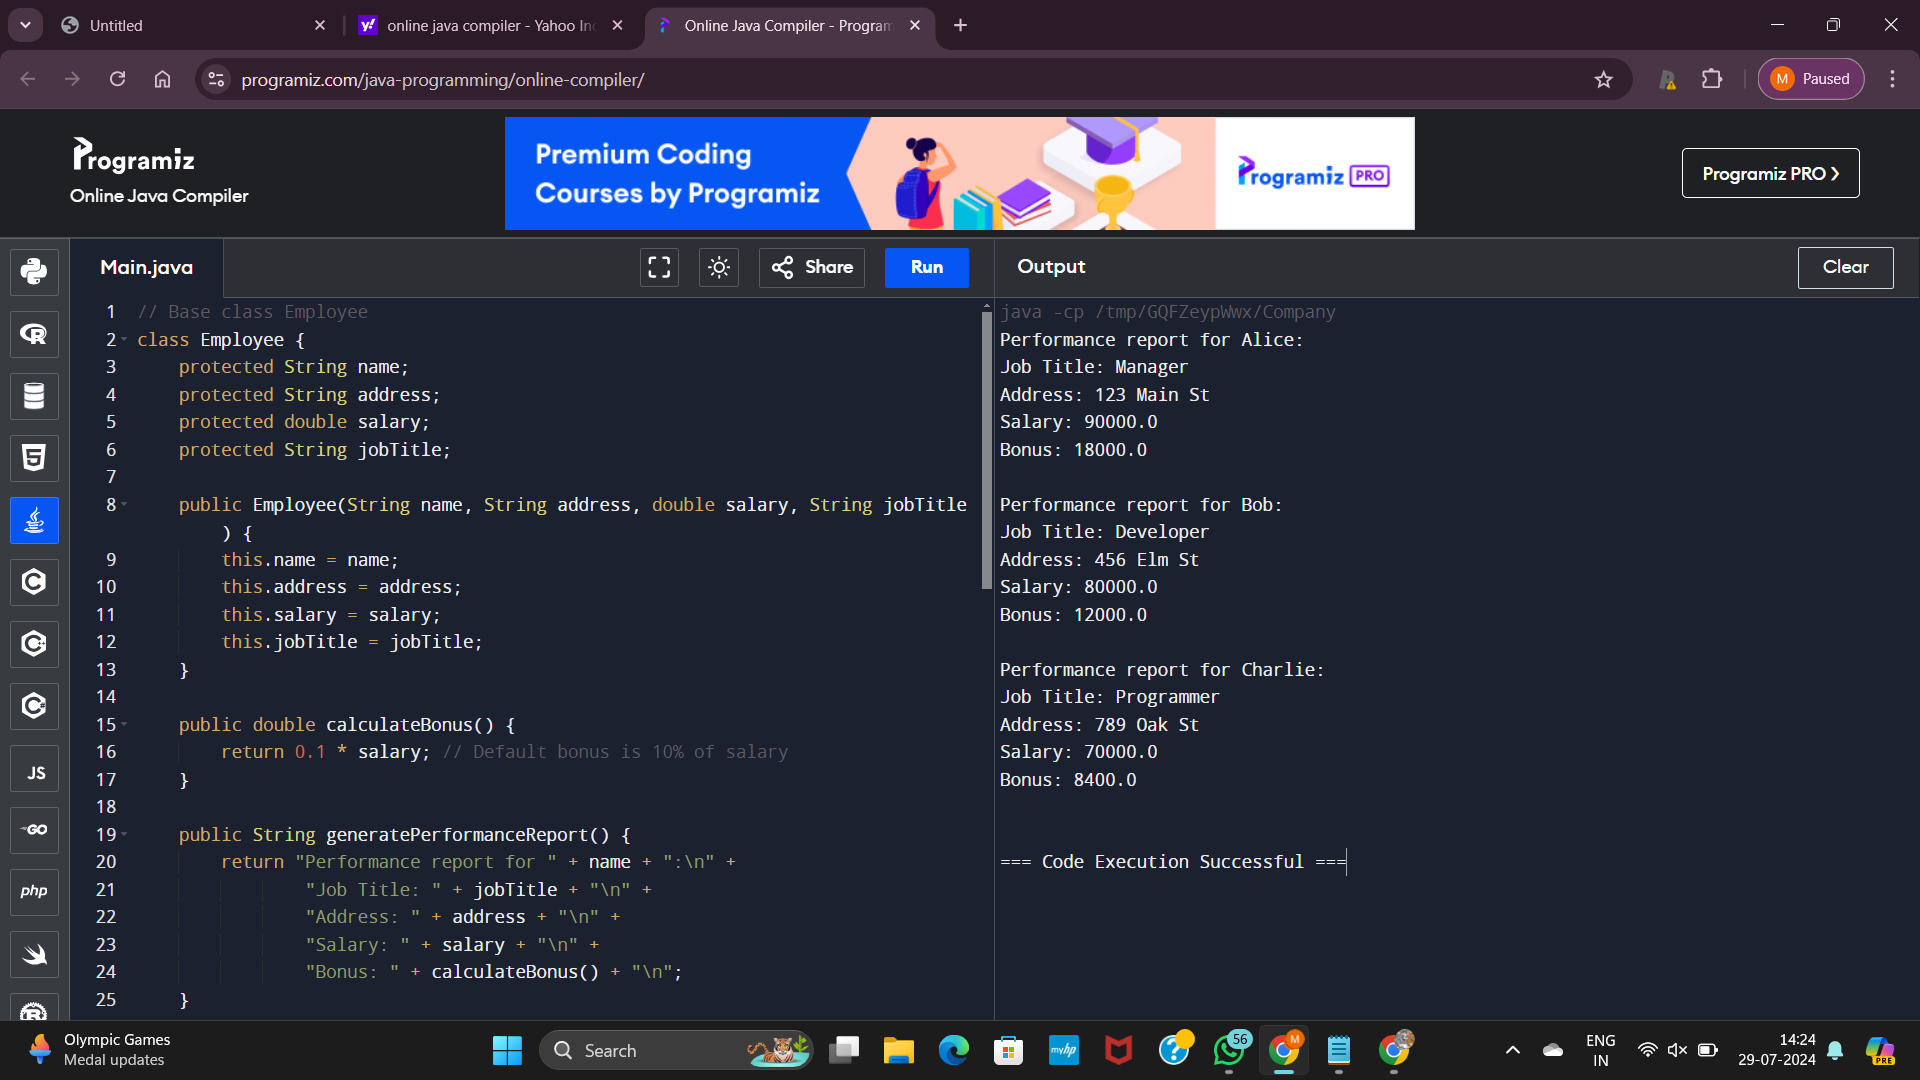 Untitled
online java compiler - Yahoo In
Online Java Compiler - Program
programiz.com/java-programming/online-compiler/
M Paused
Programiz
Online Java Compiler
Premium Coding
Courses by Programiz
Programiz PRO
Programiz PRO
Main.java
Share
Run
Output
Clear
1 // Base class Employee
2 class Employee {
3 protected String name;
4 protected String address;
5 protected double salary;
6 protected String jobTitle;
7
8 public Employee(String name, String address, double salary, String jobTitle
) {
9 this.name = name;
10 this.address = address;
11 this.salary = salary;
12 this.jobTitle = jobTitle;
13 }
14
15 public double calculateBonus() {
16 return 0.1 * salary; // Default bonus is 10% of salary
17 }
18
19 public String generatePerformanceReport() {
20 return "Performance report for " + name + ":\n" +
21 "Job Title: " + jobTitle + "\n" +
22 "Address: " + address + "\n" +
23 "Salary: " + salary + "\n" +
24 "Bonus: " + calculateBonus() + "\n";
25 }
java -cp /tmp/GQFZeypWwx/Company
Performance report for Alice:
Job Title: Manager
Address: 123 Main St
Salary: 90000.0
Bonus: 18000.0
Performance report for Bob:
Job Title: Developer
Address: 456 Elm St
Salary: 80000.0
Bonus: 12000.0
Performance report for Charlie:
Job Title: Programmer
Address: 789 Oak St
Salary: 70000.0
Bonus: 8400.0
=== Code Execution Successful ===
JS
GO
php
Olympic Games
Medal updates
Search
myhp
56
M
ENG
IN
14:24
29-07-2024
PRE